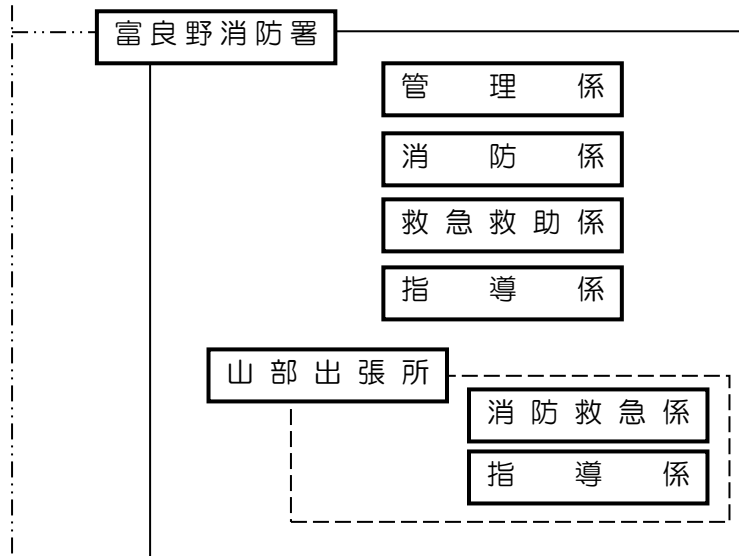 富良野消防署
管理係
消防係
救急救助係
指導係
山部出張所
消防救急係
指導係